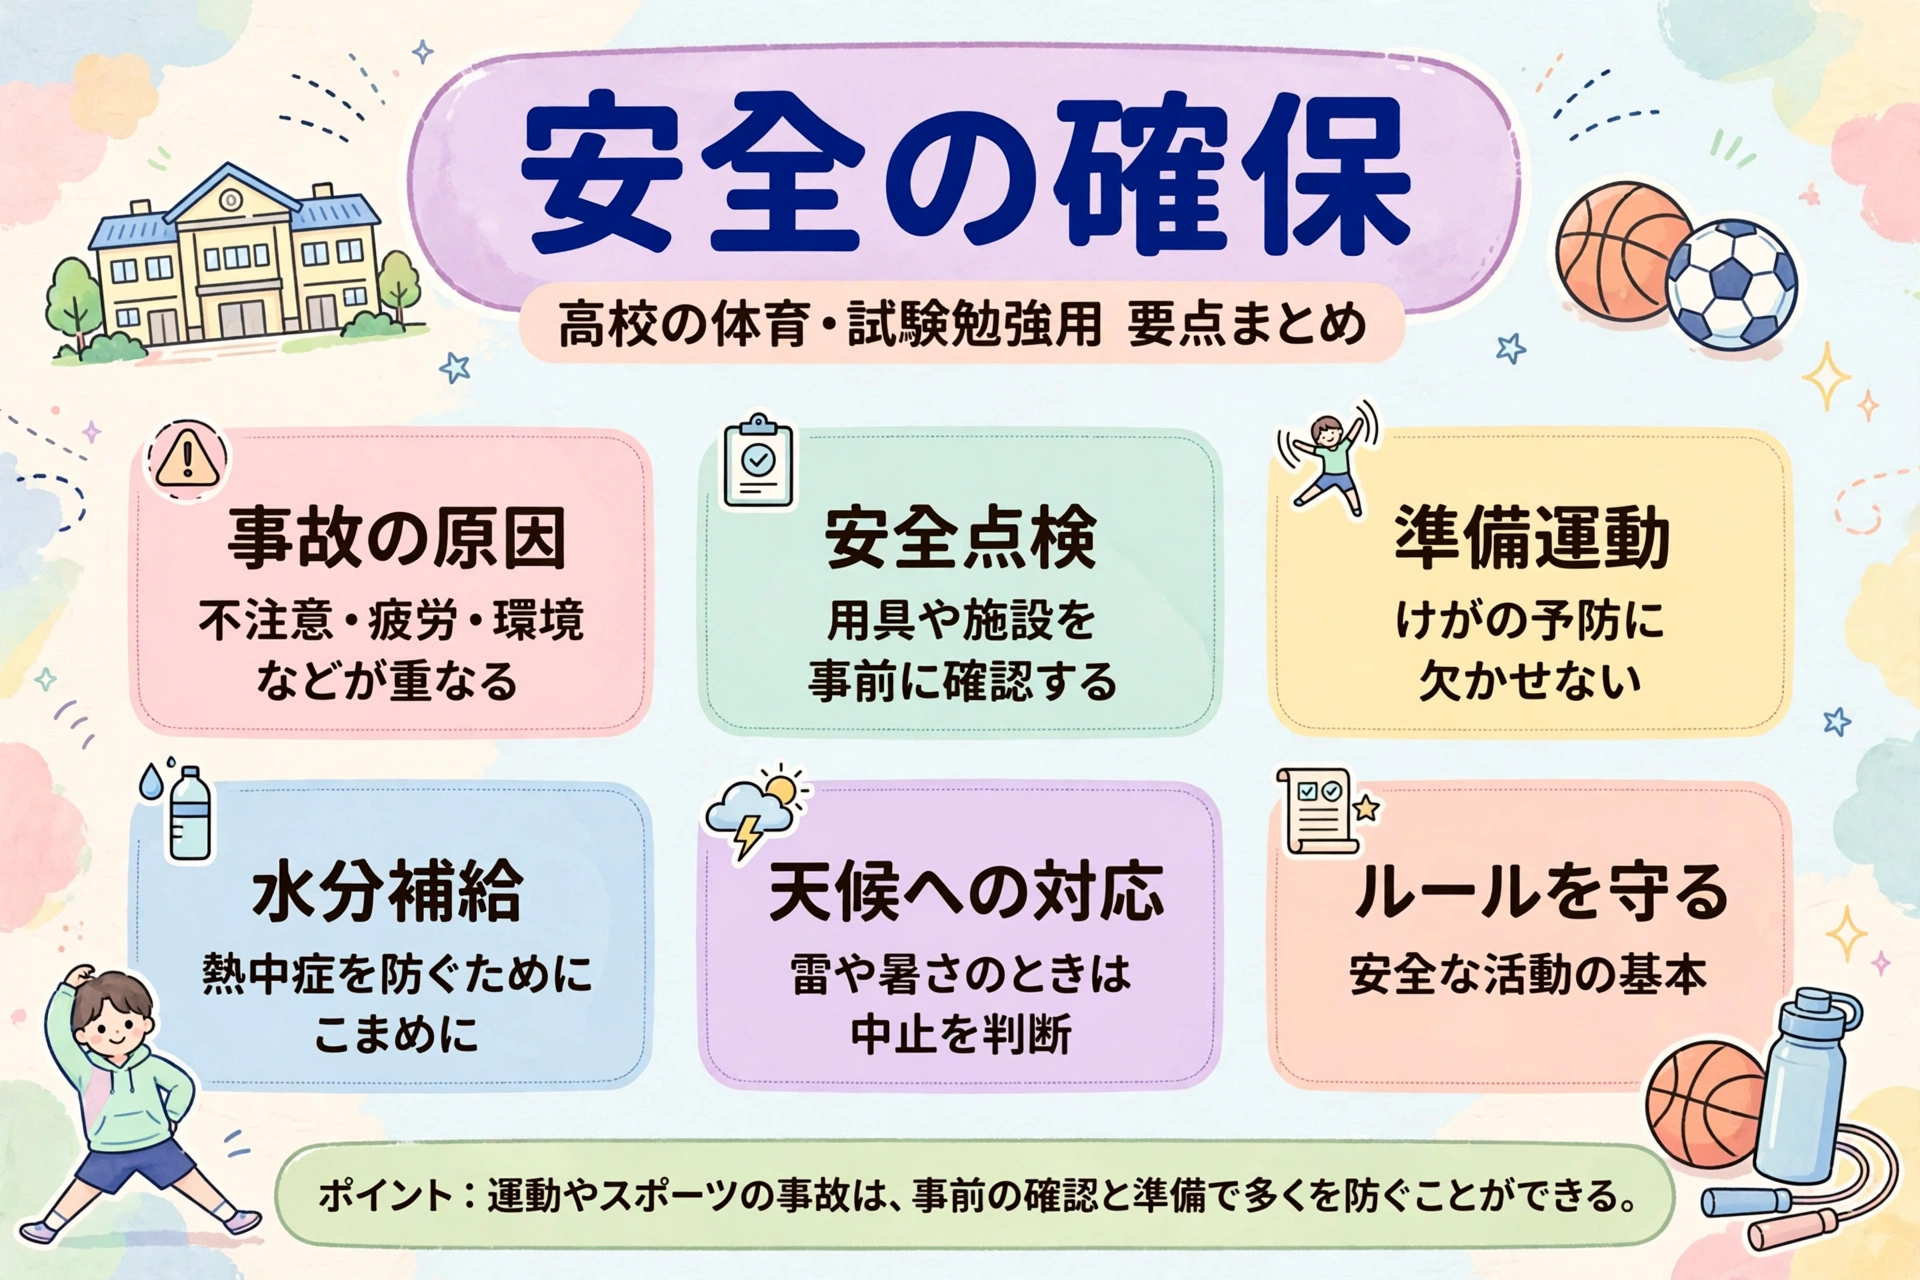 安全の確保
高校の体育・試験勉強用 要点まとめ
事故の原因
不注意・疲労・環境
などが重なる
安全点検
用具や施設を
事前に確認する
準備運動
けがの予防に
欠かせない
水分補給
熱中症を防ぐために
こまめに
天候への対応
雷や暑さのときは
中止を判断
ルールを守る
安全な活動の基本
ポイント：運動やスポーツの事故は、事前の確認と準備で多くを防ぐことができる。